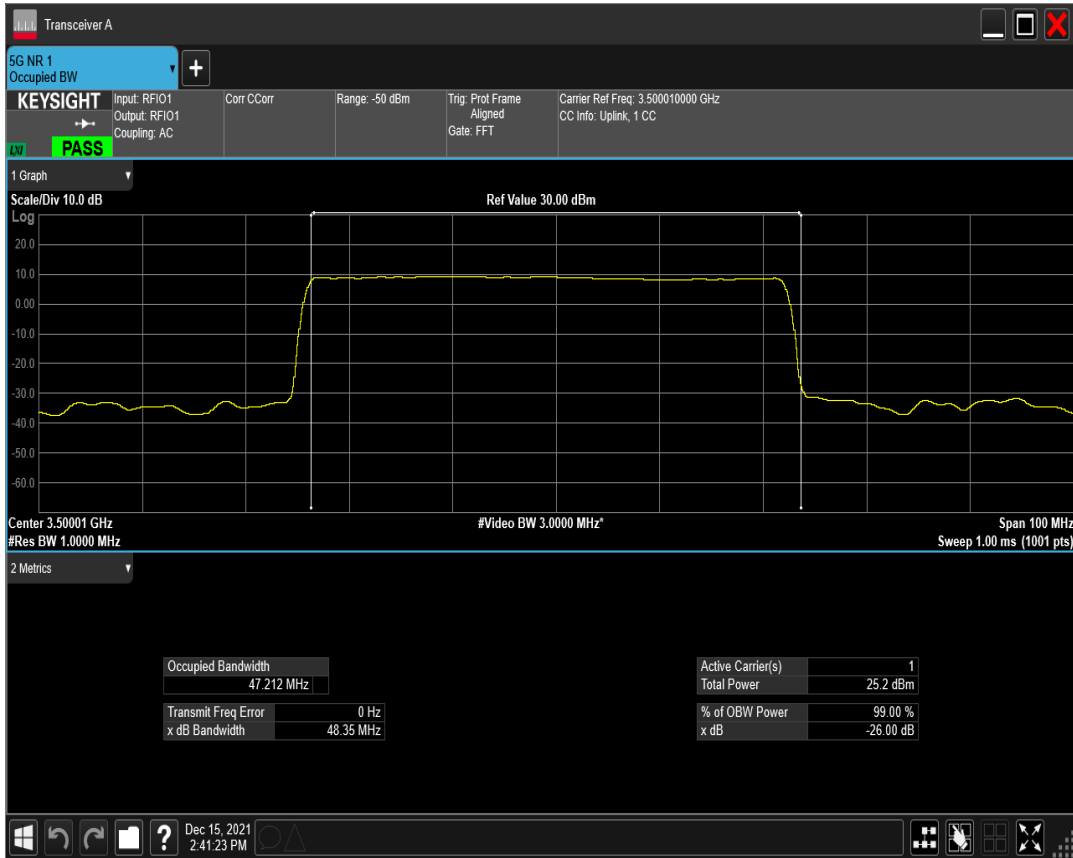 Transceiver A
5G NR 1
Occupied BW
KEYSIGHT
LXI
PASS
Input: RFIO1
Output: RFIO1
Coupling: AC
Corr CCorr
Range: -50 dBm
Trig: Prot Frame
Aligned
Gate: FFT
Carrier Ref Freq: 3.500010000 GHz
CC Info: Uplink, 1 CC
1 Graph
Scale/Div 10.0 dB
Ref Value 30.00 dBm
Log
20.0
10.0
0.00
-10.0
-20.0
-30.0
-40.0
-50.0
-60.0
Center 3.50001 GHz
#Video BW 3.0000 MHz*
Span 100 MHz
#Res BW 1.0000 MHz
Sweep 1.00 ms (1001 pts)
2 Metrics
Occupied Bandwidth
47.212 MHz
Transmit Freq Error 0 Hz
x dB Bandwidth 48.35 MHz
Active Carrier(s) 1
Total Power 25.2 dBm
% of OBW Power 99.00 %
x dB -26.00 dB
Dec 15, 2021
2:41:23 PM